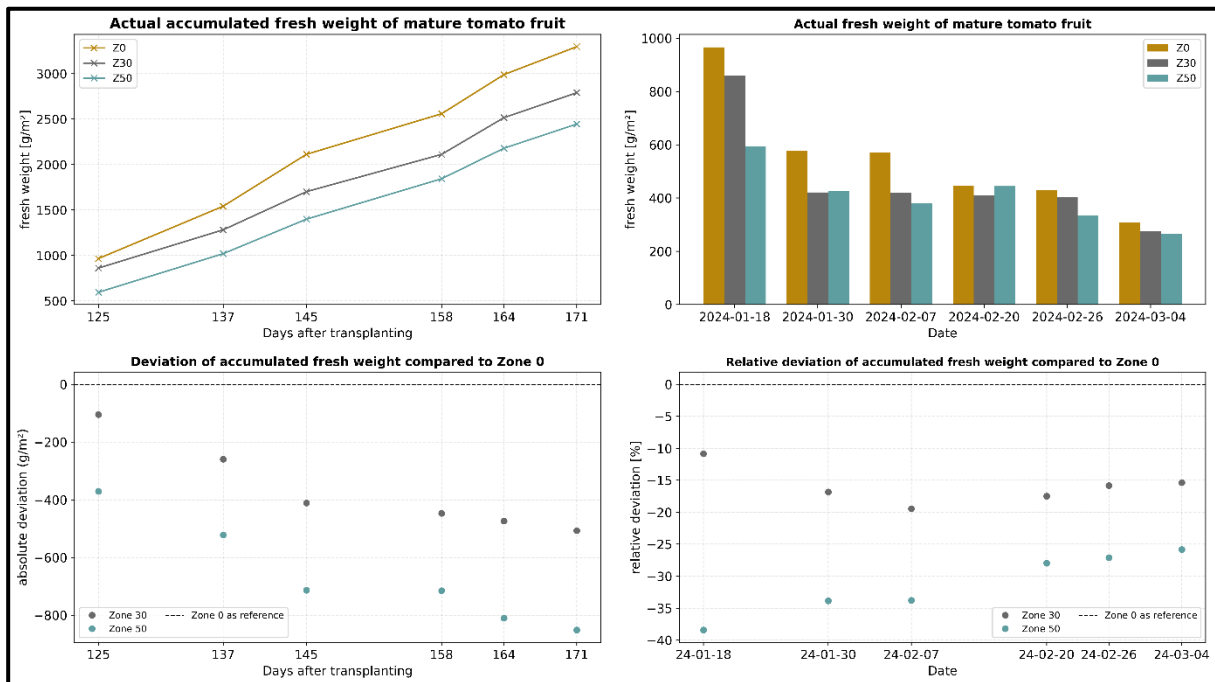 Actual accumulated fresh weight of mature tomato fruit
Z0
Z30
Z50
fresh weight [g/m²]
3000
2500
2000
1500
1000
500
125 137 145 158 164 171
Days after transplanting
Actual fresh weight of mature tomato fruit
Z0
Z30
Z50
fresh weight [g/m²]
1000
800
600
400
200
0
2024-01-18 2024-01-30 2024-02-07 2024-02-20 2024-02-26 2024-03-04
Date
Deviation of accumulated fresh weight compared to Zone 0
absolute deviation (g/m²)
0
−200
−400
−600
−800
Zone 30 Zone 0 as reference
Zone 50
125 137 145 158 164 171
Days after transplanting
Relative deviation of accumulated fresh weight compared to Zone 0
relative deviation [%]
0
−5
−10
−15
−20
−25
−30
−35
−40
Zone 30 Zone 0 as reference
Zone 50
24-01-18 24-01-30 24-02-07 24-02-20 24-02-26 24-03-04
Date